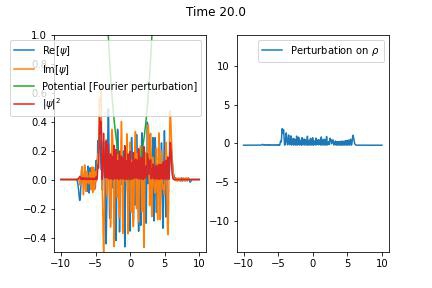 Time 20.0
Re[ψ]
Im[ψ]
Potential [Fourier perturbation]
|ψ|²
1.0
0.8
0.6
0.4
0.2
0.0
−0.2
−0.4
−10 −5 0 5 10
Perturbation on ρ
10
5
0
−5
−10
−10 −5 0 5 10